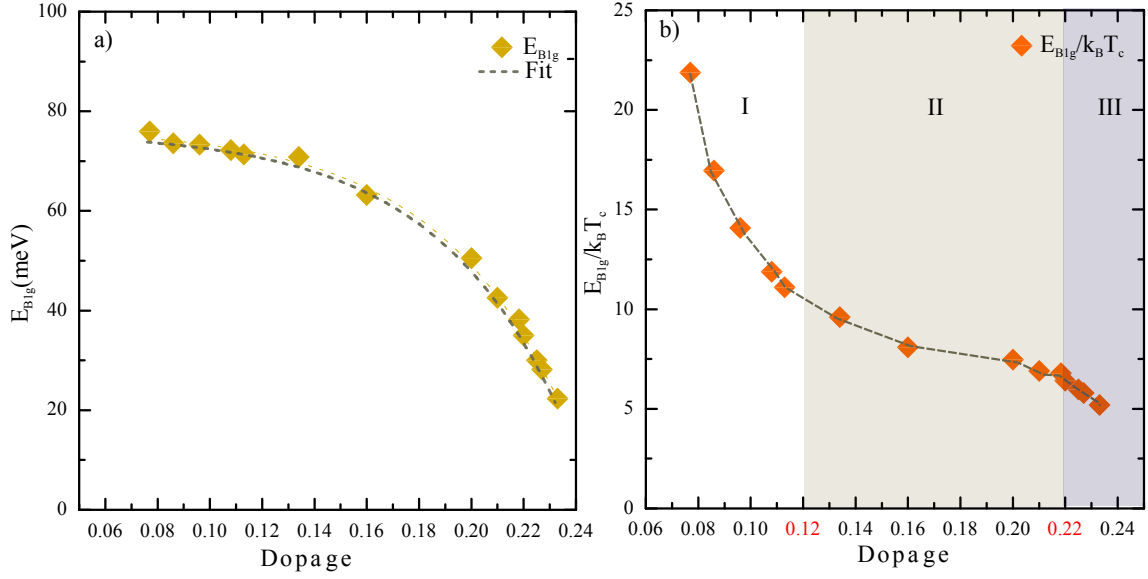 a)
E_B1g
Fit
E_B1g(meV)
100
80
60
40
20
0
0.06 0.08 0.10 0.12 0.14 0.16 0.18 0.20 0.22 0.24
Dopage
b)
E_B1g/k_BT_c
I
II
III
E_B1g/k_BT_c
25
20
15
10
5
0
0.06 0.08 0.10 0.12 0.14 0.16 0.18 0.20 0.22 0.24
Dopage